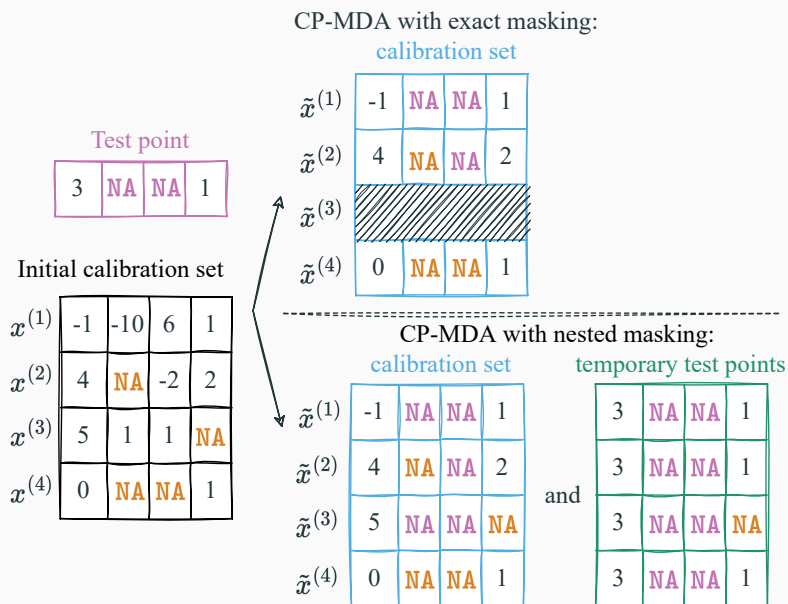 CP-MDA with exact masking:
calibration set
x̃⁽¹⁾ -1 NA NA 1
x̃⁽²⁾ 4 NA NA 2
x̃⁽³⁾
x̃⁽⁴⁾ 0 NA NA 1
Test point
3 NA NA 1
Initial calibration set
x⁽¹⁾ -1 -10 6 1
x⁽²⁾ 4 NA -2 2
x⁽³⁾ 5 1 1 NA
x⁽⁴⁾ 0 NA NA 1
CP-MDA with nested masking:
calibration set
x̃⁽¹⁾ -1 NA NA 1
x̃⁽²⁾ 4 NA NA 2
x̃⁽³⁾ 5 NA NA NA
x̃⁽⁴⁾ 0 NA NA 1
and
temporary test points
3 NA NA 1
3 NA NA 1
3 NA NA NA
3 NA NA 1